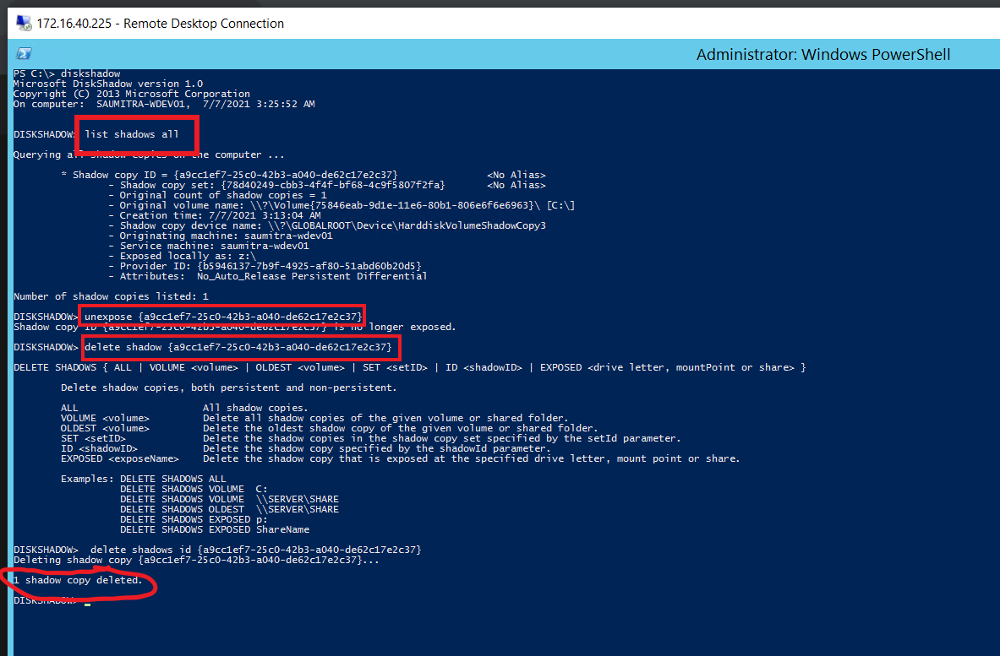 172.16.40.225 - Remote Desktop Connection
Administrator: Windows PowerShell
PS C:\> diskshadow
Microsoft DiskShadow version 1.0
Copyright (C) 2013 Microsoft Corporation
On computer:  SAUMITRA-WDEV01,  7/7/2021 3:25:52 AM
DISKSHADOW> list shadows all
Querying all shadow copies on the computer ...
* Shadow copy ID = {a9cc1ef7-25c0-42b3-a040-de62c17e2c37}               <No Alias>
- Shadow copy set: {78d40249-cbb3-4f4f-bf68-4c9f5807f2fa}       <No Alias>
- Original count of shadow copies = 1
- Original volume name: \\?\Volume{75846eab-9d1e-11e6-80b1-806e6f6e6963}\ [C:\]
- Creation time: 7/7/2021 3:13:04 AM
- Shadow copy device name: \\?\GLOBALROOT\Device\HarddiskVolumeShadowCopy3
- Originating machine: saumitra-wdev01
- Service machine: saumitra-wdev01
- Exposed locally as: z:\
- Provider ID: {b5946137-7b9f-4925-af80-51abd60b20d5}
- Attributes:  No_Auto_Release Persistent Differential
Number of shadow copies listed: 1
DISKSHADOW> unexpose {a9cc1ef7-25c0-42b3-a040-de62c17e2c37}
Shadow copy ID {a9cc1ef7-25c0-42b3-a040-de62c17e2c37} is no longer exposed.
DISKSHADOW> delete shadow {a9cc1ef7-25c0-42b3-a040-de62c17e2c37}
DELETE SHADOWS { ALL | VOLUME <volume> | OLDEST <volume> | SET <setID> | ID <shadowID> | EXPOSED <drive letter, mountPoint or share> }
Delete shadow copies, both persistent and non-persistent.
ALL                     All shadow copies.
VOLUME <volume>         Delete all shadow copies of the given volume or shared folder.
OLDEST <volume>         Delete the oldest shadow copy of the given volume or shared folder.
SET <setID>             Delete the shadow copies in the shadow copy set specified by the setId parameter.
ID <shadowID>           Delete the shadow copy specified by the shadowId parameter.
EXPOSED <exposeName>    Delete the shadow copy that is exposed at the specified drive letter, mount point or share.
Examples: DELETE SHADOWS ALL
DELETE SHADOWS VOLUME  C:
DELETE SHADOWS VOLUME  \\SERVER\SHARE
DELETE SHADOWS OLDEST  \\SERVER\SHARE
DELETE SHADOWS EXPOSED p:
DELETE SHADOWS EXPOSED ShareName
DISKSHADOW>  delete shadows id {a9cc1ef7-25c0-42b3-a040-de62c17e2c37}
Deleting shadow copy {a9cc1ef7-25c0-42b3-a040-de62c17e2c37}...
1 shadow copy deleted.
DISKSHADOW>